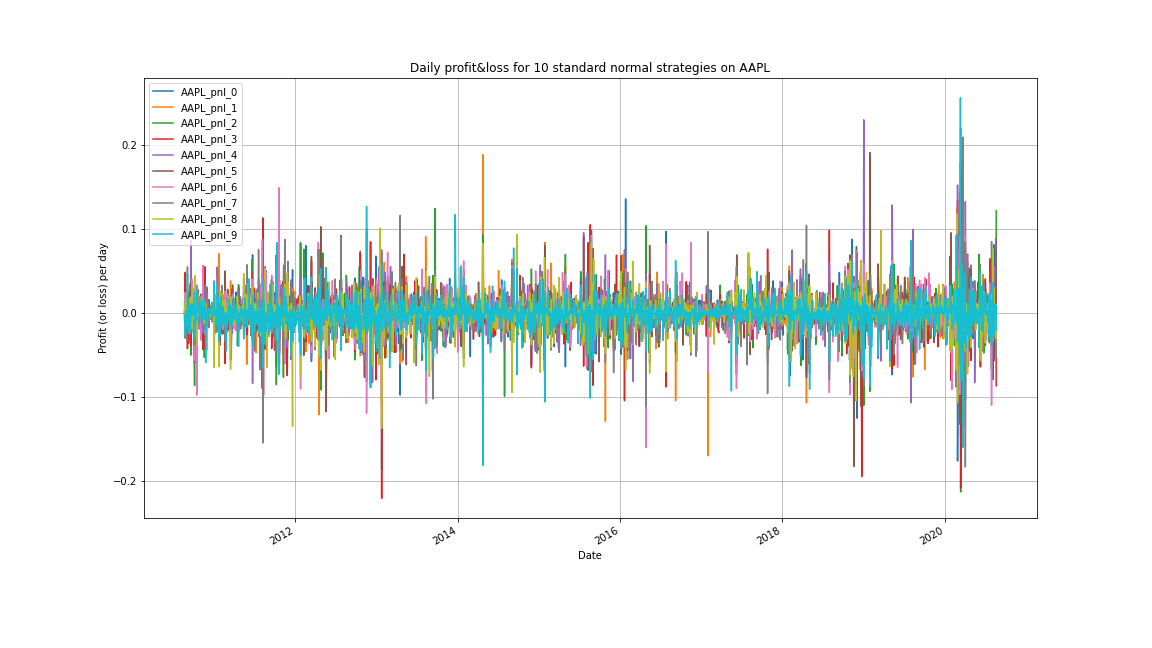 Daily profit&loss for 10 standard normal strategies on AAPL
AAPL_pnl_0
AAPL_pnl_1
AAPL_pnl_2
AAPL_pnl_3
AAPL_pnl_4
AAPL_pnl_5
AAPL_pnl_6
AAPL_pnl_7
AAPL_pnl_8
AAPL_pnl_9
Profit (or loss) per day
0.2
0.1
0.0
−0.1
−0.2
2012
2014
2016
2018
2020
Date